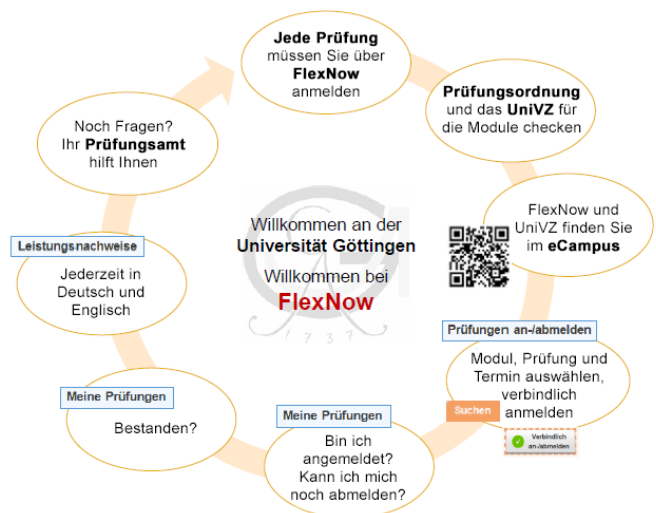 Jede Prüfung
müssen Sie über
FlexNow
anmelden
Prüfungsordnung
und das UniVZ für
die Module checken
FlexNow und
UniVZ finden Sie
im eCampus
Prüfungen an-/abmelden
Modul, Prüfung und
Termin auswählen,
verbindlich
anmelden
Suchen
Verbindlich
an-/abmelden
Meine Prüfungen
Bin ich
angemeldet?
Kann ich mich
noch abmelden?
Meine Prüfungen
Bestanden?
Leistungsnachweise
Jederzeit in
Deutsch und
Englisch
Noch Fragen?
Ihr Prüfungsamt
hilft Ihnen
Willkommen an der
Universität Göttingen
Willkommen bei
FlexNow
1737